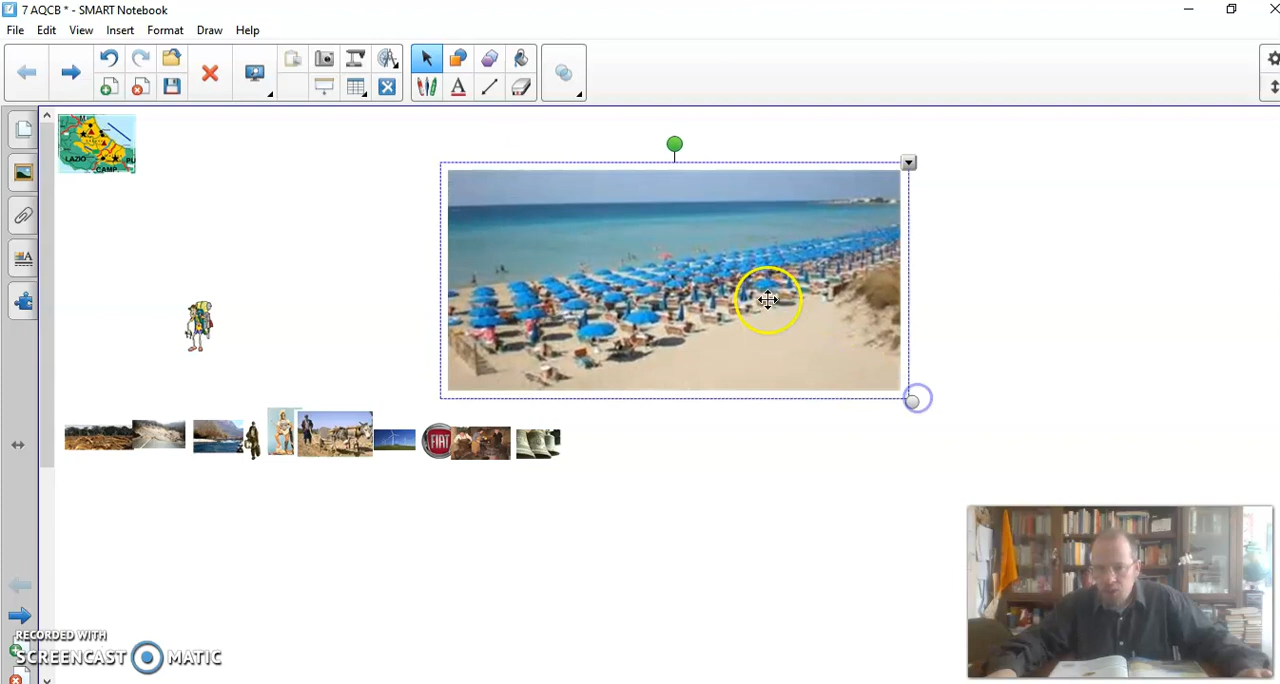 7 AQCB * - SMART Notebook
File Edit View Insert Format Draw Help
M
LAZIO PU
CAMP.
FIAT
RECORDED WITH
SCREENCAST MATIC